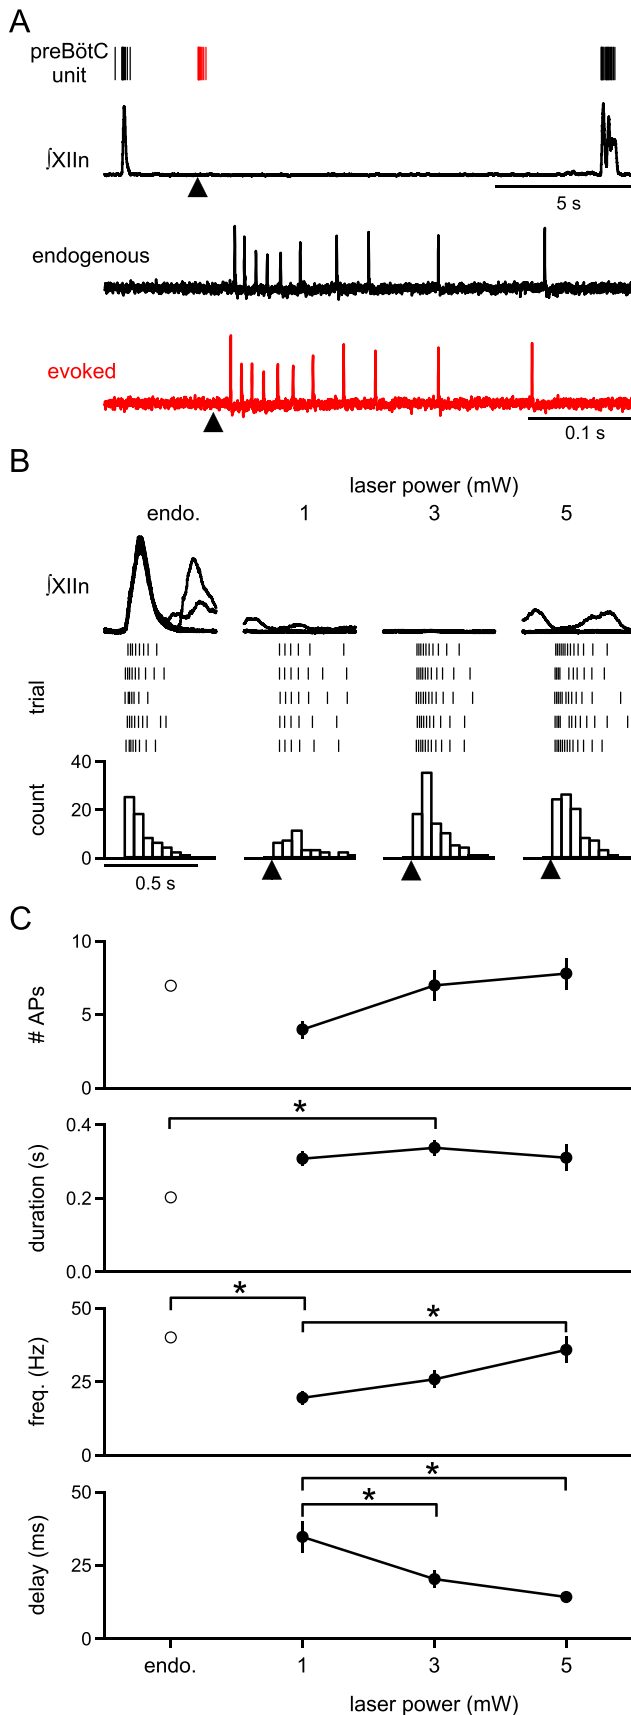 A
preBötC
unit
∫XIIn
5 s
endogenous
evoked
0.1 s
B
laser power (mW)
endo. 1 3 5
∫XIIn
trial
count
40
20
0
0.5 s
C
# APs
10
5
0
duration (s)
0.4
0.2
0.0
*
freq. (Hz)
50
25
0
*
*
delay (ms)
50
25
0
*
*
endo. 1 3 5
laser power (mW)